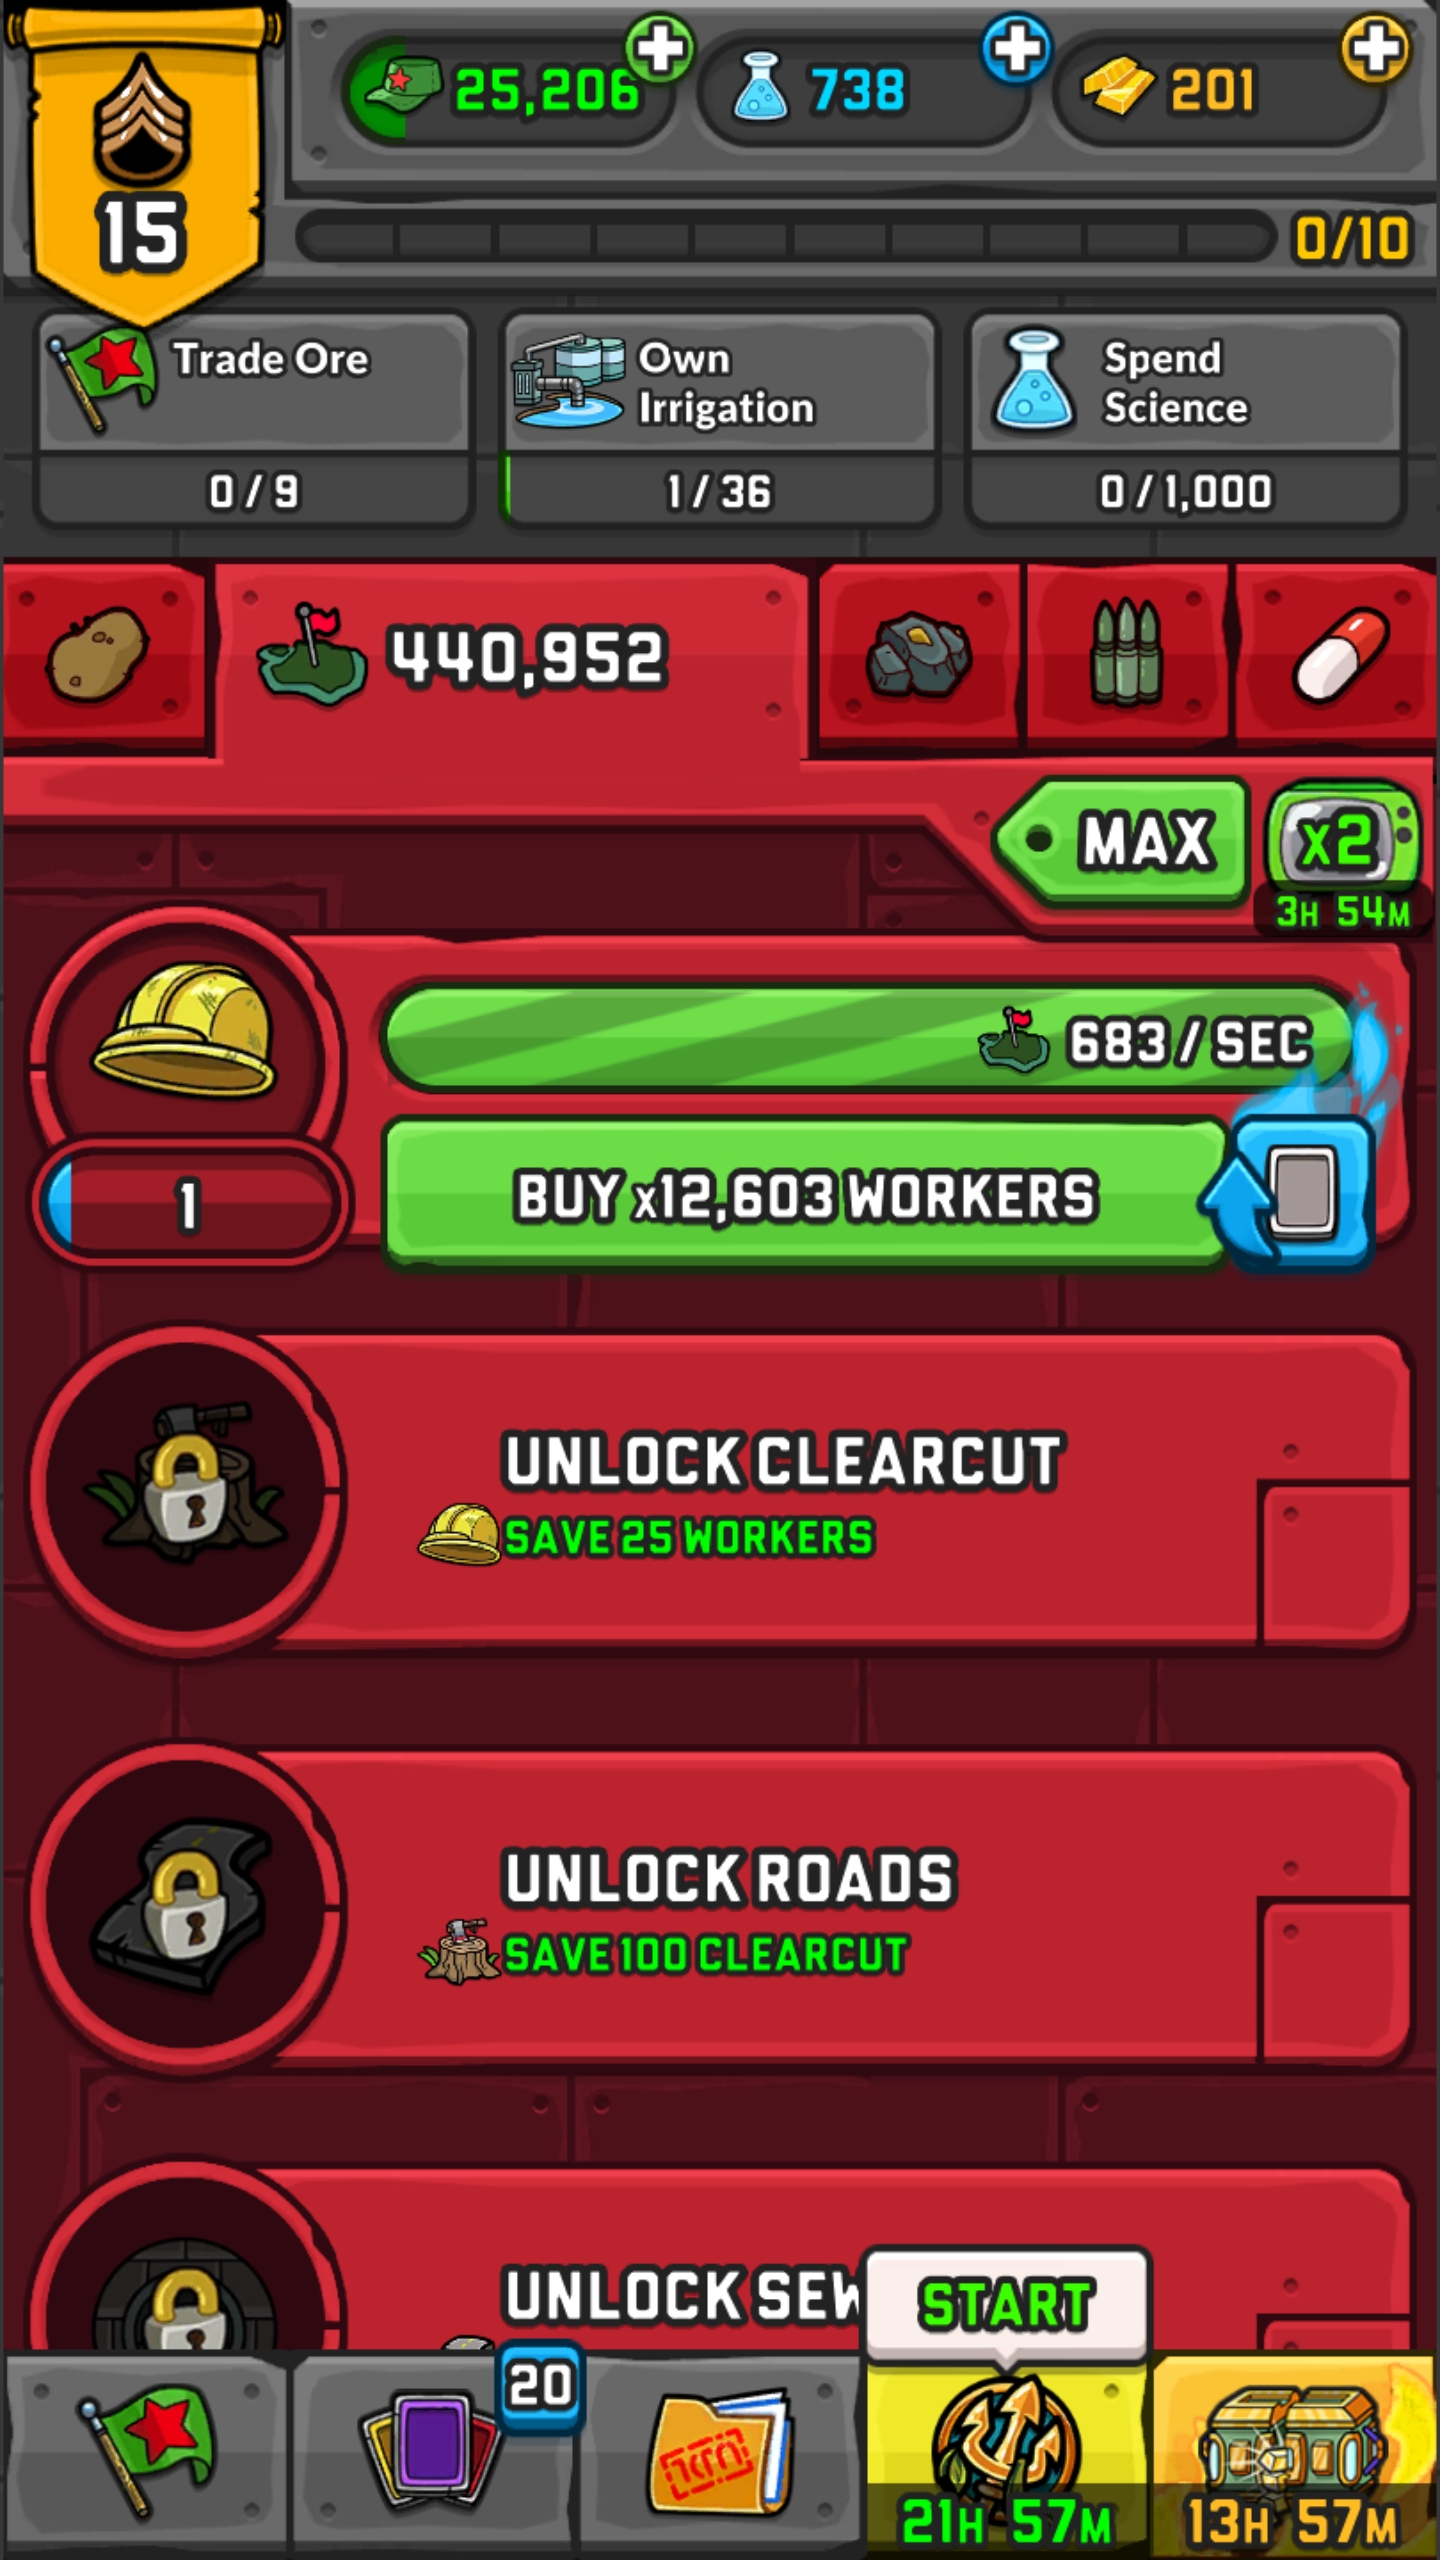 25,206
738
201
15
0/10
Trade Ore
0/9
Own
Irrigation
1/36
Spend
Science
0/1,000
440,952
MAX
x2
3H 54M
683/SEC
1
BUY x12,603 WORKERS
UNLOCK CLEARCUT
SAVE 25 WORKERS
UNLOCK ROADS
SAVE 100 CLEARCUT
UNLOCK SEW
START
20
21H 57M
13H 57M